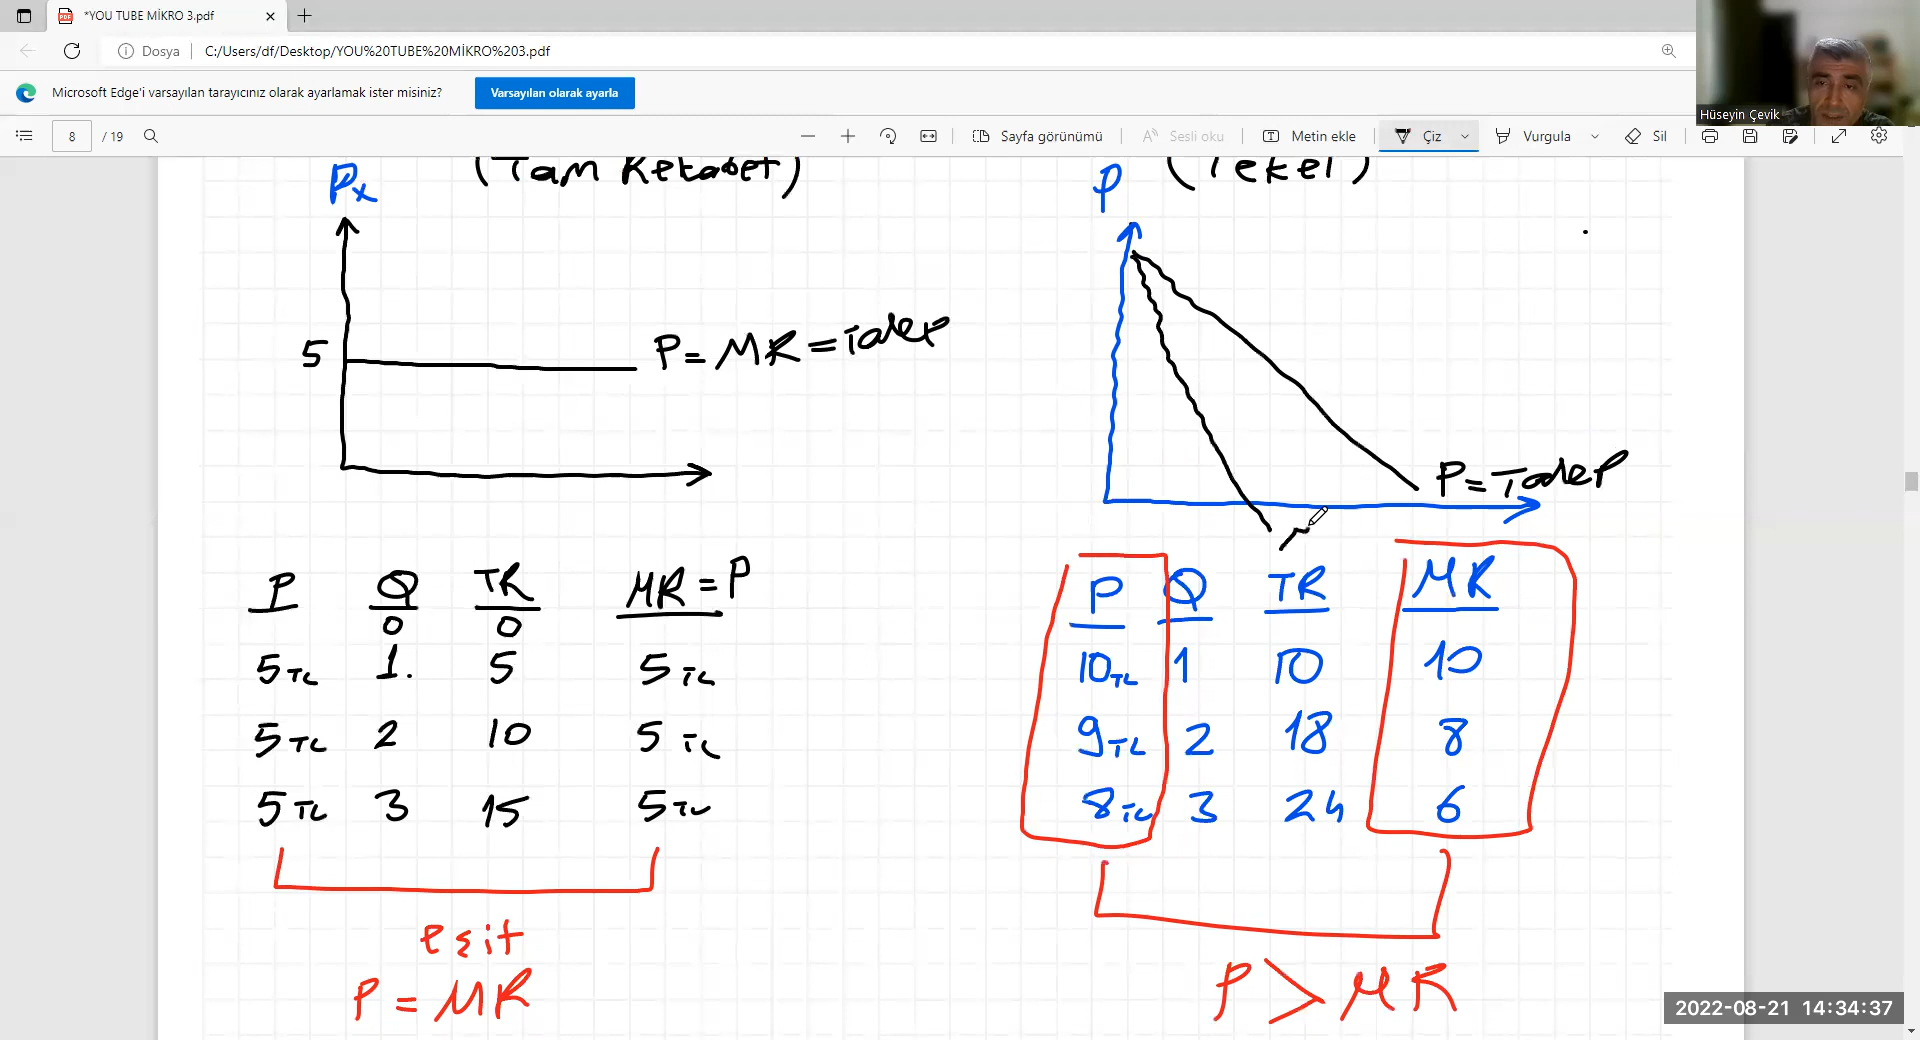 *YOU TUBE MİKRO 3.pdf
Dosya
C:/Users/df/Desktop/YOU%20TUBE%20MİKRO%203.pdf
Microsoft Edge'i varsayılan tarayıcınız olarak ayarlamak ister misiniz?
Varsayılan olarak ayarla
Hüseyin Çevik
8 / 19
Sayfa görünümü
Sesli oku
Metin ekle
Çiz
Vurgula
Sil
(Tam Rekabet)
Px
5
P = MR = Talep
P Q TR MR = P
0 0
5TL 1. 5 5TL
5TL 2 10 5TL
5TL 3 15 5TL
eşit
P = MR
(Tekel)
P
P = Talep
P Q TR MR
10TL 1 10 10
9TL 2 18 8
8TL 3 24 6
P > MR
2022-08-21 14:34:37